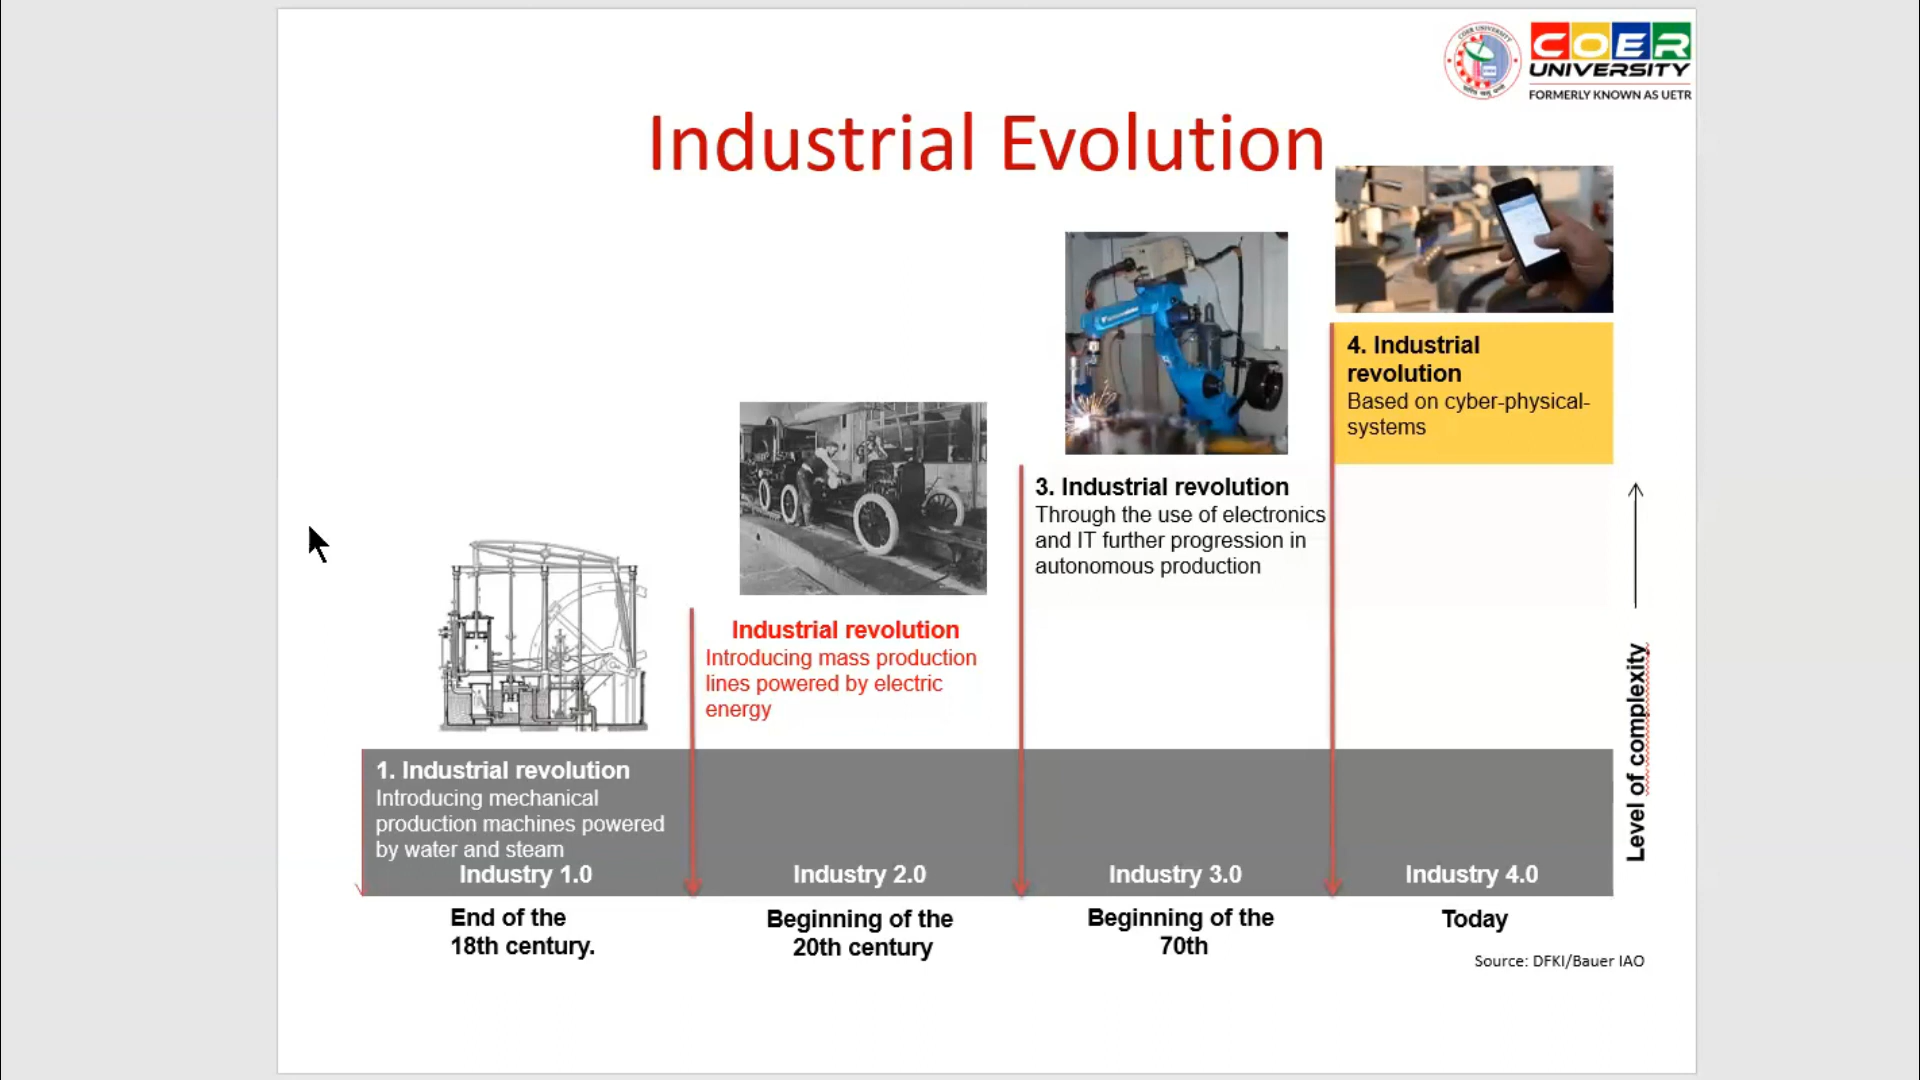 COER UNIVERSITY
COER
UNIVERSITY
FORMERLY KNOWN AS UETR
Industrial Evolution
4. Industrial
revolution
Based on cyber-physical-
systems
3. Industrial revolution
Through the use of electronics
and IT further progression in
autonomous production
Industrial revolution
Introducing mass production
lines powered by electric
energy
1. Industrial revolution
Introducing mechanical
production machines powered
by water and steam
Industry 1.0
Industry 2.0
Industry 3.0
Industry 4.0
Level of complexity
End of the
18th century.
Beginning of the
20th century
Beginning of the
70th
Today
Source: DFKI/Bauer IAO